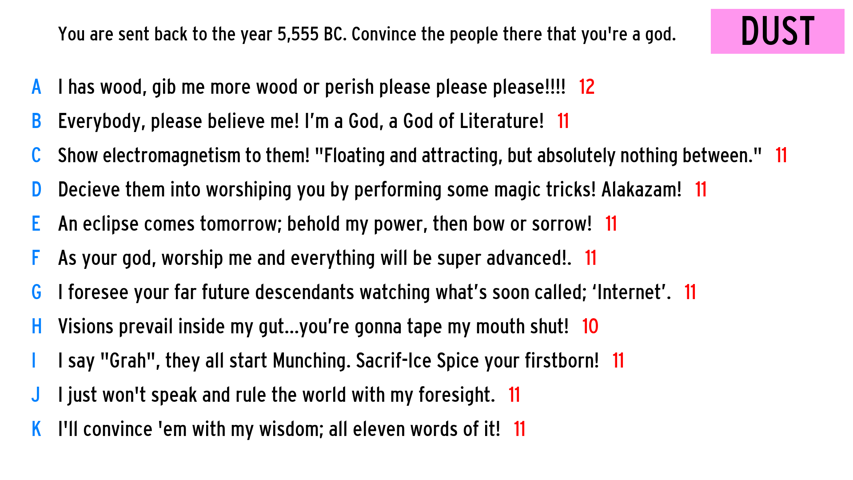 You are sent back to the year 5,555 BC. Convince the people there that you're a god.
DUST
A I has wood, gib me more wood or perish please please please!!!! 12
B Everybody, please believe me! I’m a God, a God of Literature! 11
C Show electromagnetism to them! "Floating and attracting, but absolutely nothing between." 11
D Decieve them into worshiping you by performing some magic tricks! Alakazam! 11
E An eclipse comes tomorrow; behold my power, then bow or sorrow! 11
F As your god, worship me and everything will be super advanced!. 11
G I foresee your far future descendants watching what’s soon called; ‘Internet’. 11
H Visions prevail inside my gut...you’re gonna tape my mouth shut! 10
I I say "Grah", they all start Munching. Sacrif-Ice Spice your firstborn! 11
J I just won't speak and rule the world with my foresight. 11
K I'll convince 'em with my wisdom; all eleven words of it! 11